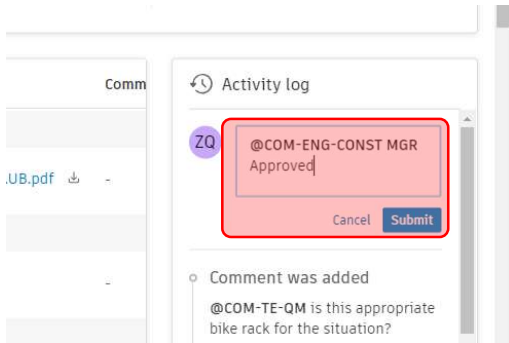 Comm
Activity log
ZQ
@COM-ENG-CONST MGR
Approved
.UB.pdf -
Cancel Submit
-
Comment was added
@COM-TE-QM is this appropriate
bike rack for the situation?